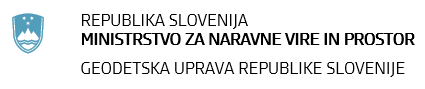 REPUBLIKA SLOVENIJA
MINISTRSTVO ZA NARAVNE VIRE IN PROSTOR
GEODETSKA UPRAVA REPUBLIKE SLOVENIJE